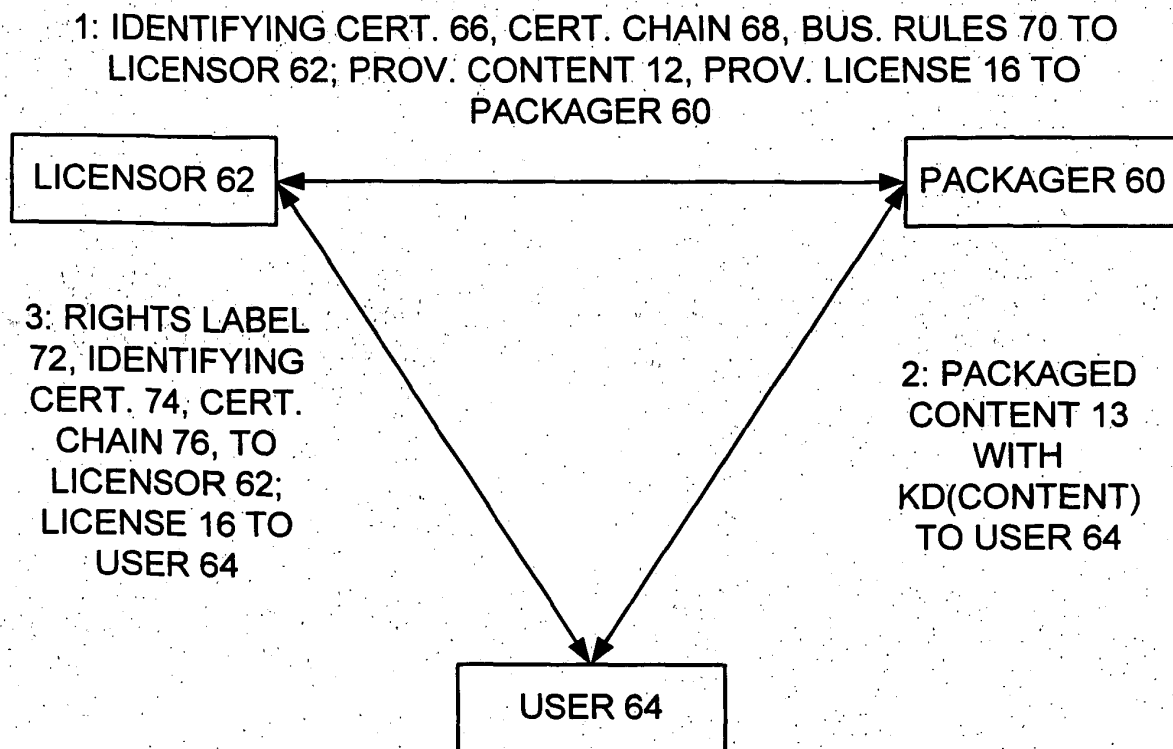 1: IDENTIFYING CERT. 66, CERT. CHAIN 68, BUS. RULES 70 TO
LICENSOR 62; PROV. CONTENT 12, PROV. LICENSE 16 TO
PACKAGER 60
LICENSOR 62
PACKAGER 60
3: RIGHTS LABEL
72, IDENTIFYING
CERT. 74, CERT.
CHAIN 76, TO
LICENSOR 62;
LICENSE 16 TO
USER 64
2: PACKAGED
CONTENT 13
WITH
KD(CONTENT)
TO USER 64
USER 64